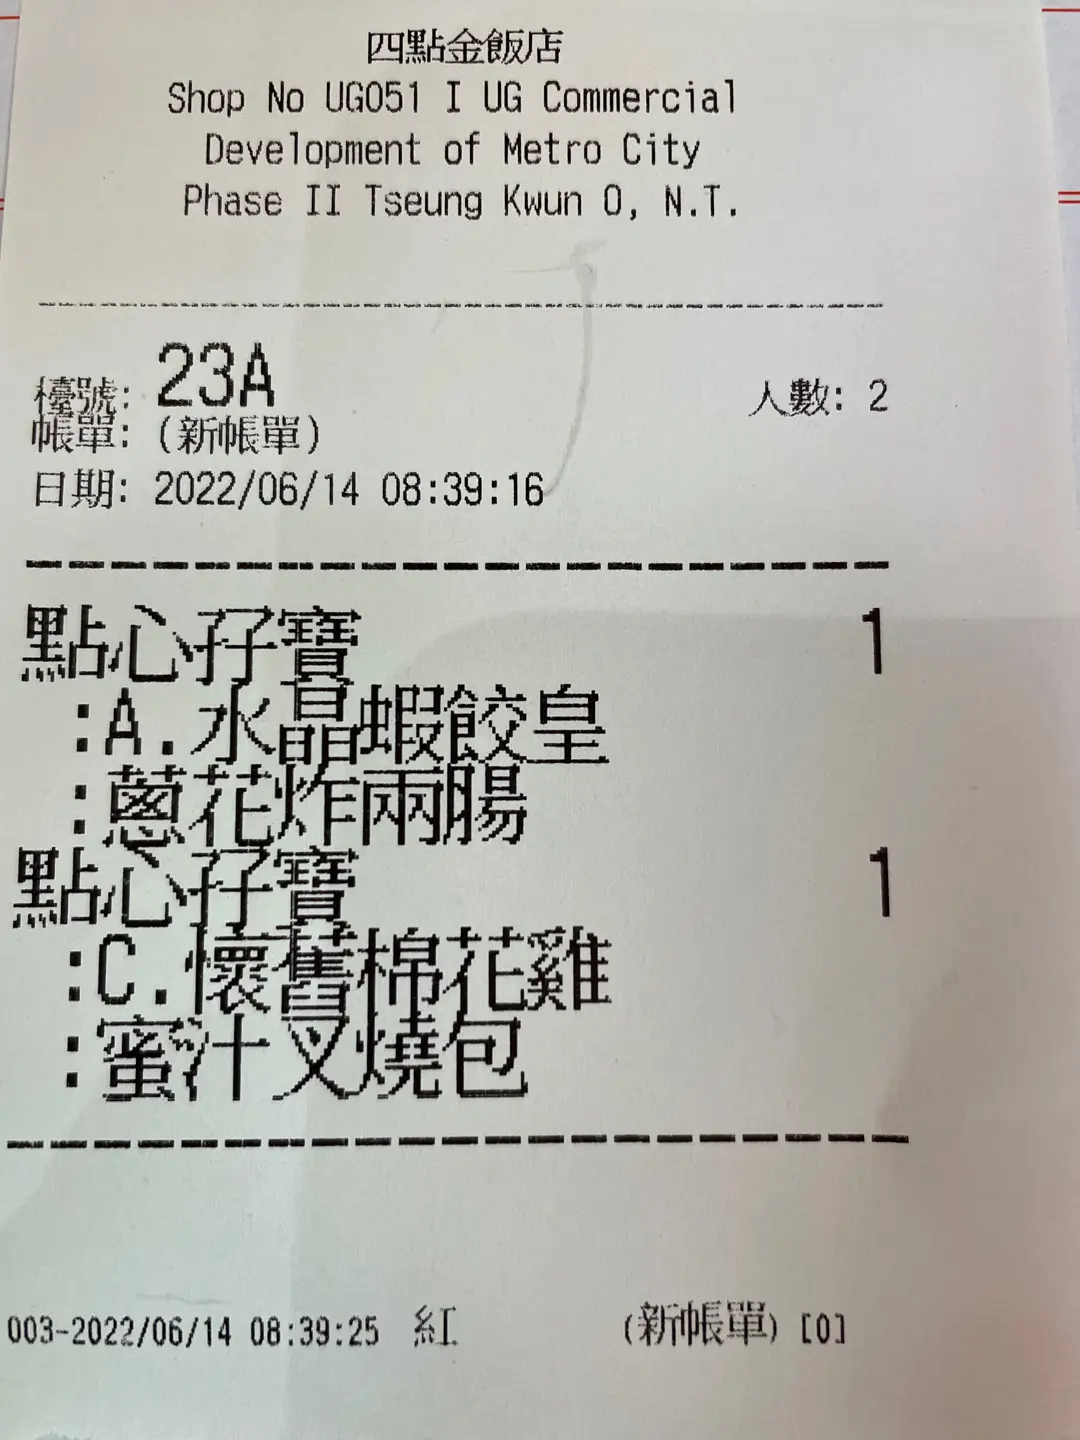 四點金飯店
Shop No UG051 I UG Commercial
Development of Metro City
Phase II Tseung Kwun O, N.T.
檯號: 23A 人數: 2
帳單: (新帳單)
日期: 2022/06/14 08:39:16
點心孖寶 1
:A.水晶蝦餃皇
:蔥花炸兩腸
點心孖寶 1
:C.懷舊棉花雞
:蜜汁叉燒包
003-2022/06/14 08:39:25 紅 (新帳單) [0]